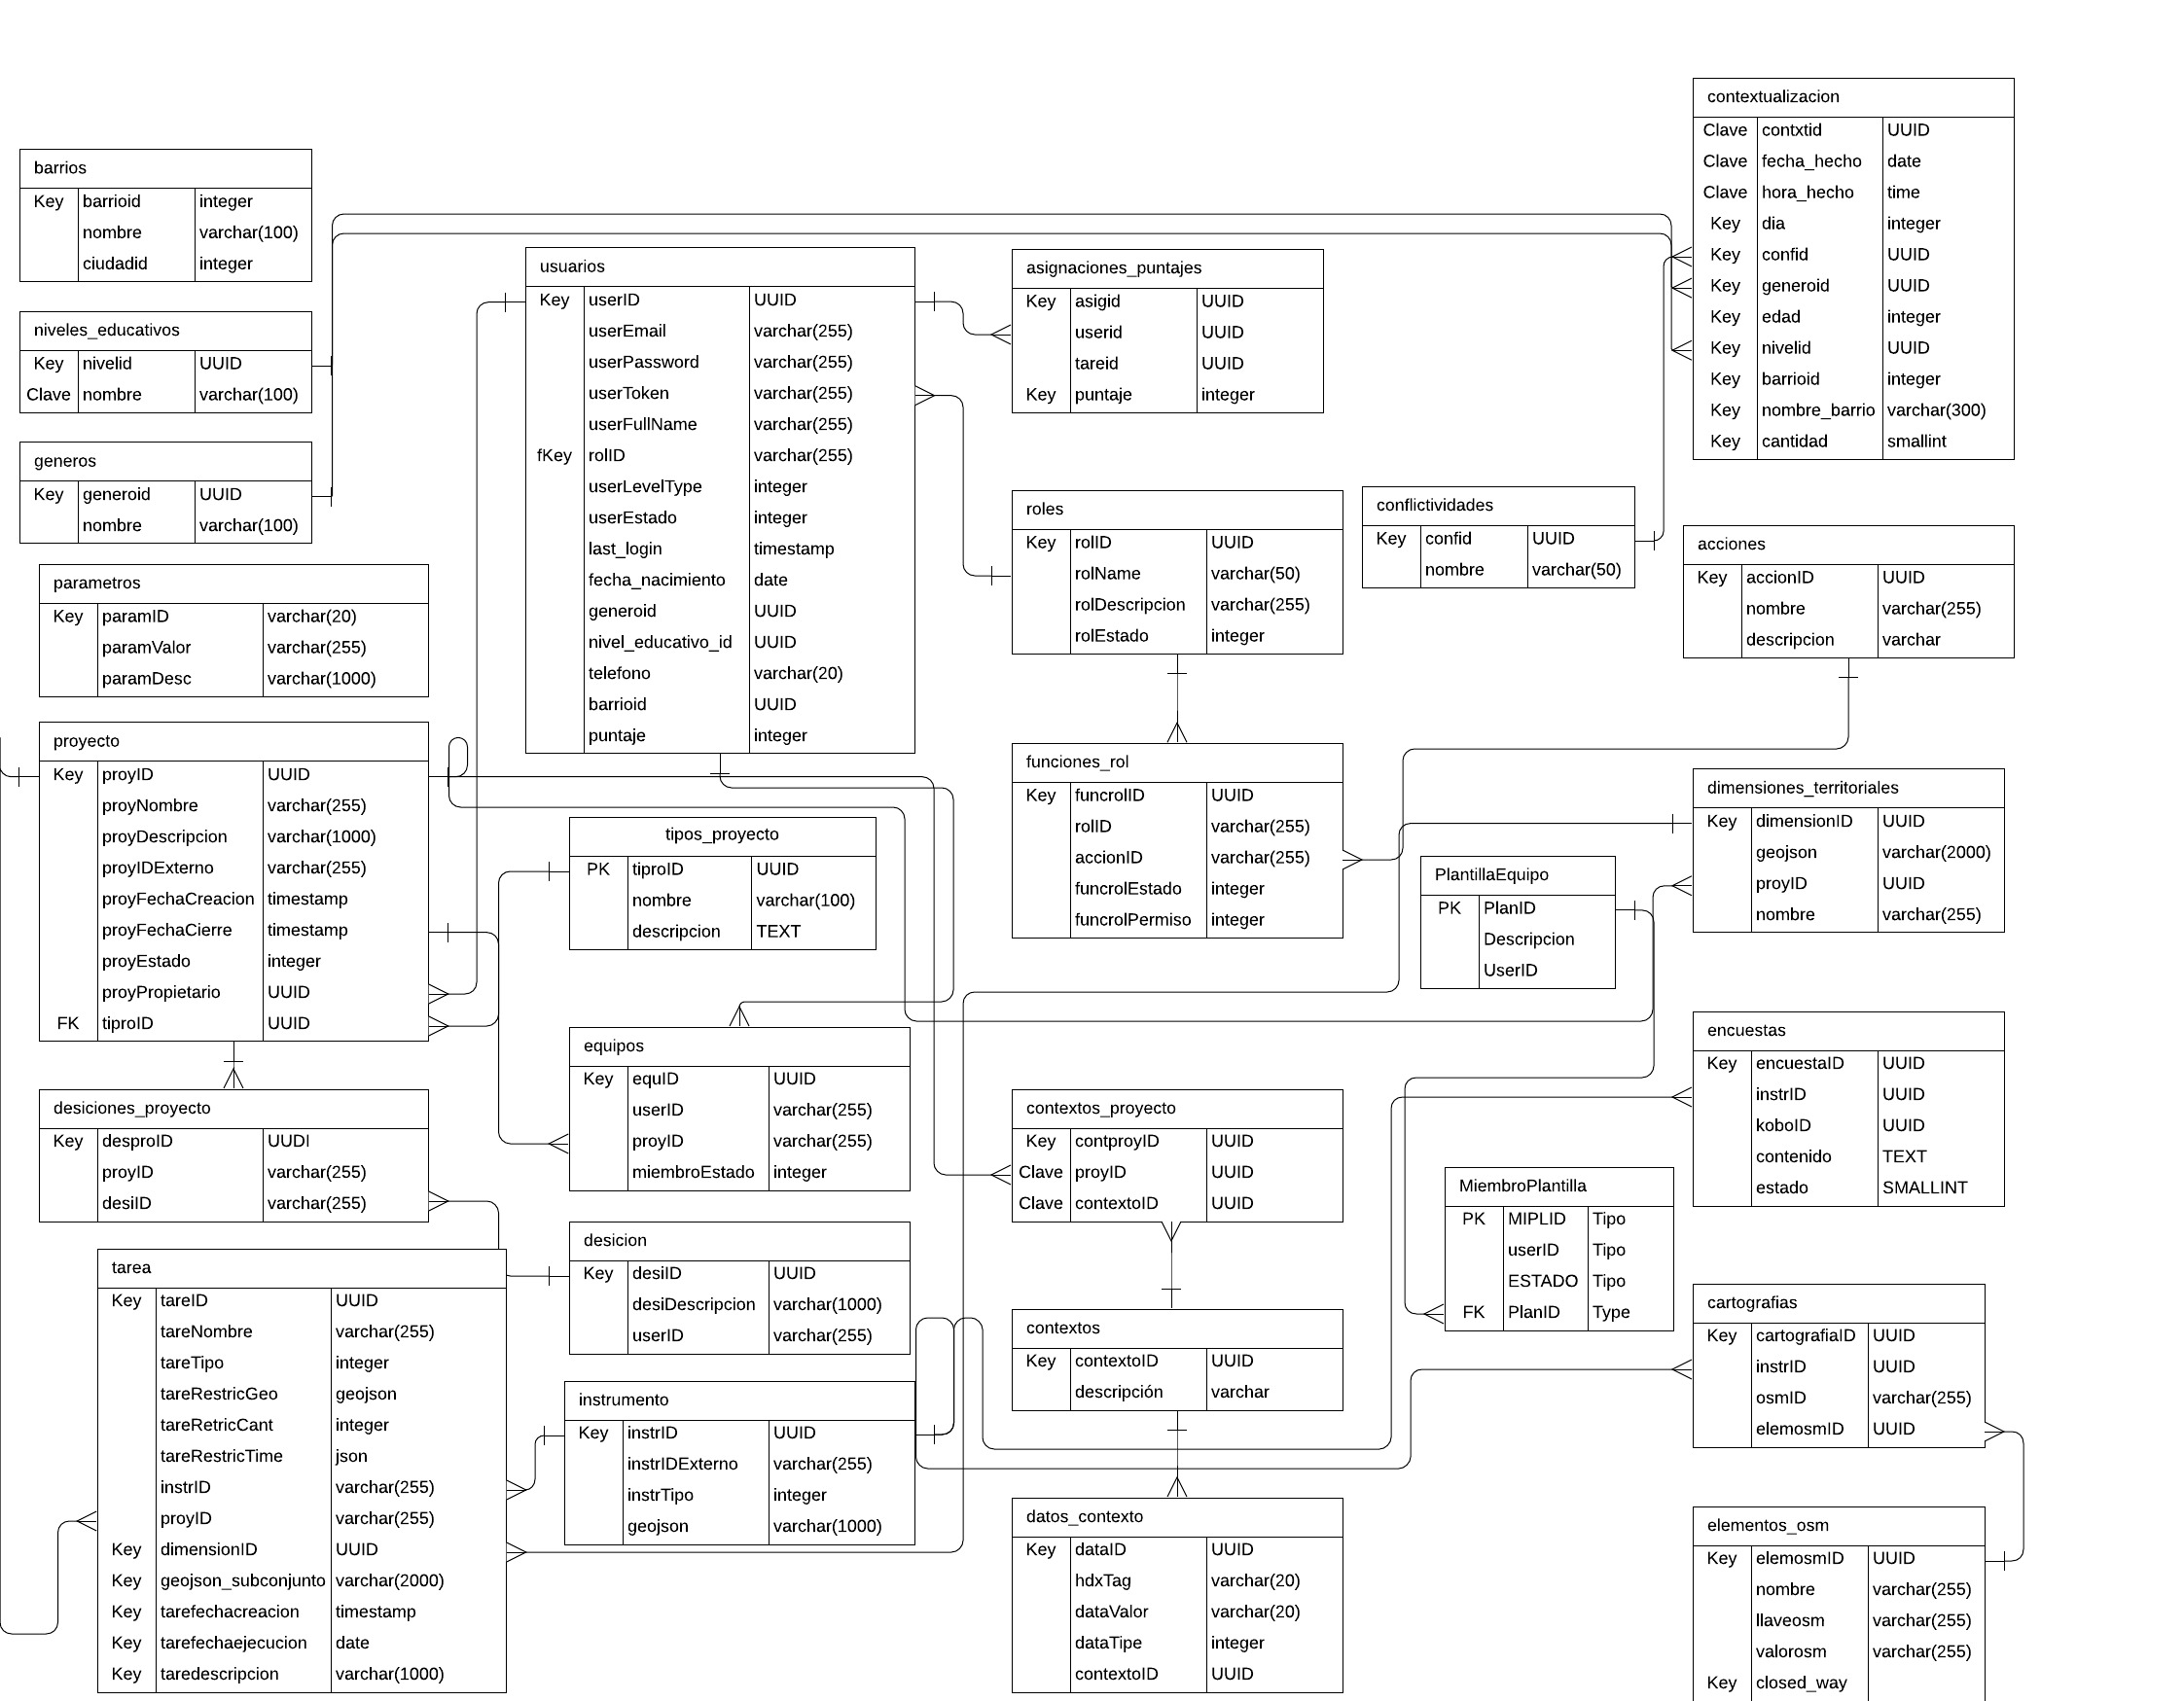 contextualizacion
Clave contxtid UUID
Clave fecha_hecho date
Clave hora_hecho time
Key dia integer
Key confid UUID
Key generoid UUID
Key edad integer
Key nivelid UUID
Key barrioid integer
Key nombre_barrio varchar(300)
Key cantidad smallint
barrios
Key barrioid integer
nombre varchar(100)
ciudadid integer
niveles_educativos
Key nivelid UUID
Clave nombre varchar(100)
generos
Key generoid UUID
nombre varchar(100)
usuarios
Key userID UUID
userEmail varchar(255)
userPassword varchar(255)
userToken varchar(255)
userFullName varchar(255)
fKey rolID varchar(255)
userLevelType integer
userEstado integer
last_login timestamp
fecha_nacimiento date
generoid UUID
nivel_educativo_id UUID
telefono varchar(20)
barrioid UUID
puntaje integer
asignaciones_puntajes
Key asigid UUID
userid UUID
tareid UUID
Key puntaje integer
roles
Key rolID UUID
rolName varchar(50)
rolDescripcion varchar(255)
rolEstado integer
conflictividades
Key confid UUID
nombre varchar(50)
acciones
Key accionID UUID
nombre varchar(255)
descripcion varchar
parametros
Key paramID varchar(20)
paramValor varchar(255)
paramDesc varchar(1000)
proyecto
Key proyID UUID
proyNombre varchar(255)
proyDescripcion varchar(1000)
proyIDExterno varchar(255)
proyFechaCreacion timestamp
proyFechaCierre timestamp
proyEstado integer
proyPropietario UUID
FK tiproID UUID
tipos_proyecto
PK tiproID UUID
nombre varchar(100)
descripcion TEXT
funciones_rol
Key funcrolID UUID
rolID varchar(255)
accionID varchar(255)
funcrolEstado integer
funcrolPermiso integer
PlantillaEquipo
PK PlanID
Descripcion
UserID
dimensiones_territoriales
Key dimensionID UUID
geojson varchar(2000)
proyID UUID
nombre varchar(255)
equipos
Key equID UUID
userID varchar(255)
proyID varchar(255)
miembroEstado integer
encuestas
Key encuestaID UUID
instrID UUID
koboID UUID
contenido TEXT
estado SMALLINT
desiciones_proyecto
Key desproID UUDI
proyID varchar(255)
desiID varchar(255)
contextos_proyecto
Key contproyID UUID
Clave proyID UUID
Clave contextoID UUID
MiembroPlantilla
PK MIPLID Tipo
userID Tipo
ESTADO Tipo
FK PlanID Type
desicion
Key desiID UUID
desiDescripcion varchar(1000)
userID varchar(255)
tarea
Key tareID UUID
tareNombre varchar(255)
tareTipo integer
tareRestricGeo geojson
tareRetricCant integer
tareRestricTime json
instrID varchar(255)
proyID varchar(255)
Key dimensionID UUID
Key geojson_subconjunto varchar(2000)
Key tarefechacreacion timestamp
Key tarefechaejecucion date
Key taredescripcion varchar(1000)
contextos
Key contextoID UUID
descripción varchar
cartografias
Key cartografiaID UUID
instrID UUID
osmID varchar(255)
elemosmID UUID
instrumento
Key instrID UUID
instrIDExterno varchar(255)
instrTipo integer
geojson varchar(1000)
datos_contexto
Key dataID UUID
hdxTag varchar(20)
dataValor varchar(20)
dataTipe integer
contextoID UUID
elementos_osm
Key elemosmID UUID
nombre varchar(255)
llaveosm varchar(255)
valorosm varchar(255)
Key closed_way